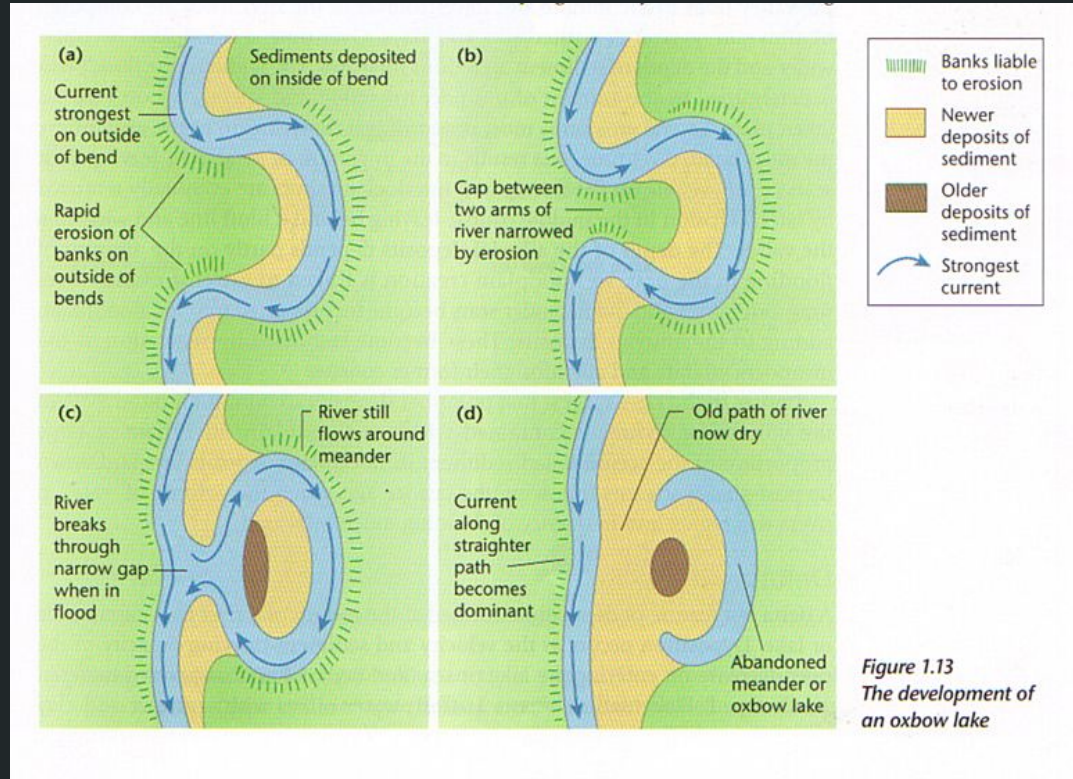 (a)
Sediments deposited
on inside of bend
Current
strongest
on outside
of bend
Rapid
erosion of
banks on
outside of
bends
(b)
Gap between
two arms of
river narrowed
by erosion
Banks liable
to erosion
Newer
deposits of
sediment
Older
deposits of
sediment
Strongest
current
(c)
River still
flows around
meander
River
breaks
through
narrow gap
when in
flood
(d)
Old path of river
now dry
Current
along
straighter
path
becomes
dominant
Abandoned
meander or
oxbow lake
Figure 1.13
The development of
an oxbow lake